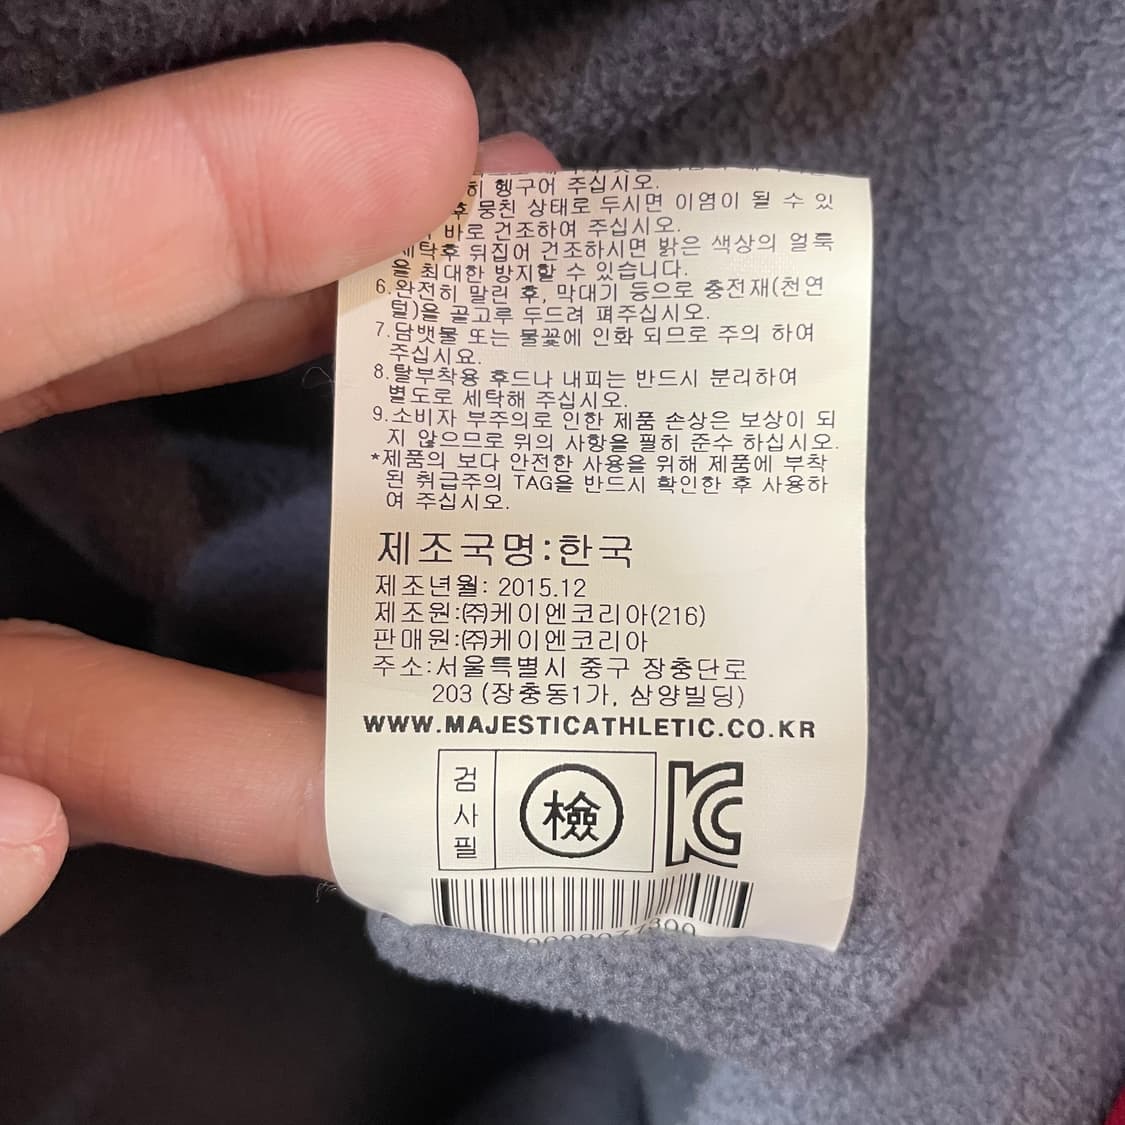 히 헹구어 주십시오.
후 뭉친 상태로 두시면 이염이 될 수 있
바로 건조하여 주십시오.
세탁후 뒤집어 건조하시면 밝은 색상의 얼룩
을 최대한 방지할 수 있습니다.
6.완전히 말린 후, 막대기 등으로 충전재(천연
털)을 골고루 두드려 펴주십시오.
7.담뱃불 또는 불꽃에 인화 되므로 주의 하여
주십시요.
8.탈부착용 후드나 내피는 반드시 분리하여
별도로 세탁해 주십시오.
9.소비자 부주의로 인한 제품 손상은 보상이 되
지 않으므로 위의 사항을 필히 준수 하십시오.
*제품의 보다 안전한 사용을 위해 제품에 부착
된 취급주의 TAG을 반드시 확인한 후 사용하
여 주십시오.
제조국명:한국
제조년월: 2015.12
제조원:㈜케이엔코리아(216)
판매원:㈜케이엔코리아
주소:서울특별시 중구 장충단로
203 (장충동1가, 삼양빌딩)
WWW.MAJESTICATHLETIC.CO.KR
검사필
檢
KC